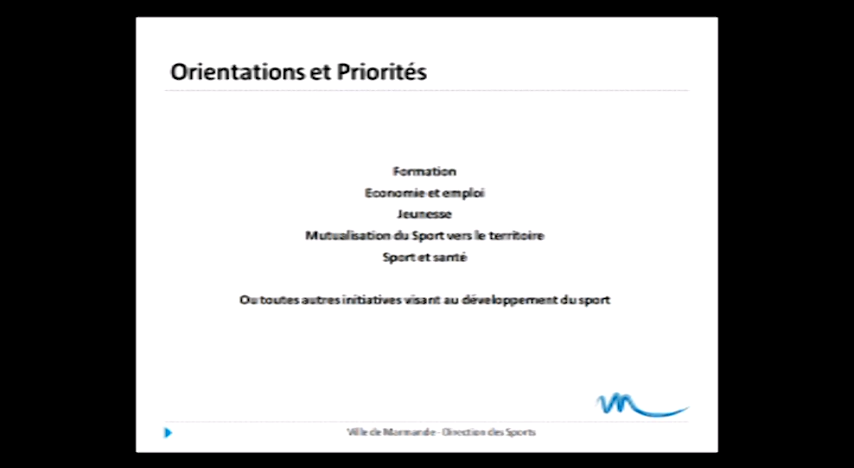 Orientations et Priorités
Formation
Economie et emploi
Jeunesse
Mutualisation du Sport vers le territoire
Sport et santé
Ou toutes autres initiatives visant au développement du sport
Ville de Marmande - Direction des Sports